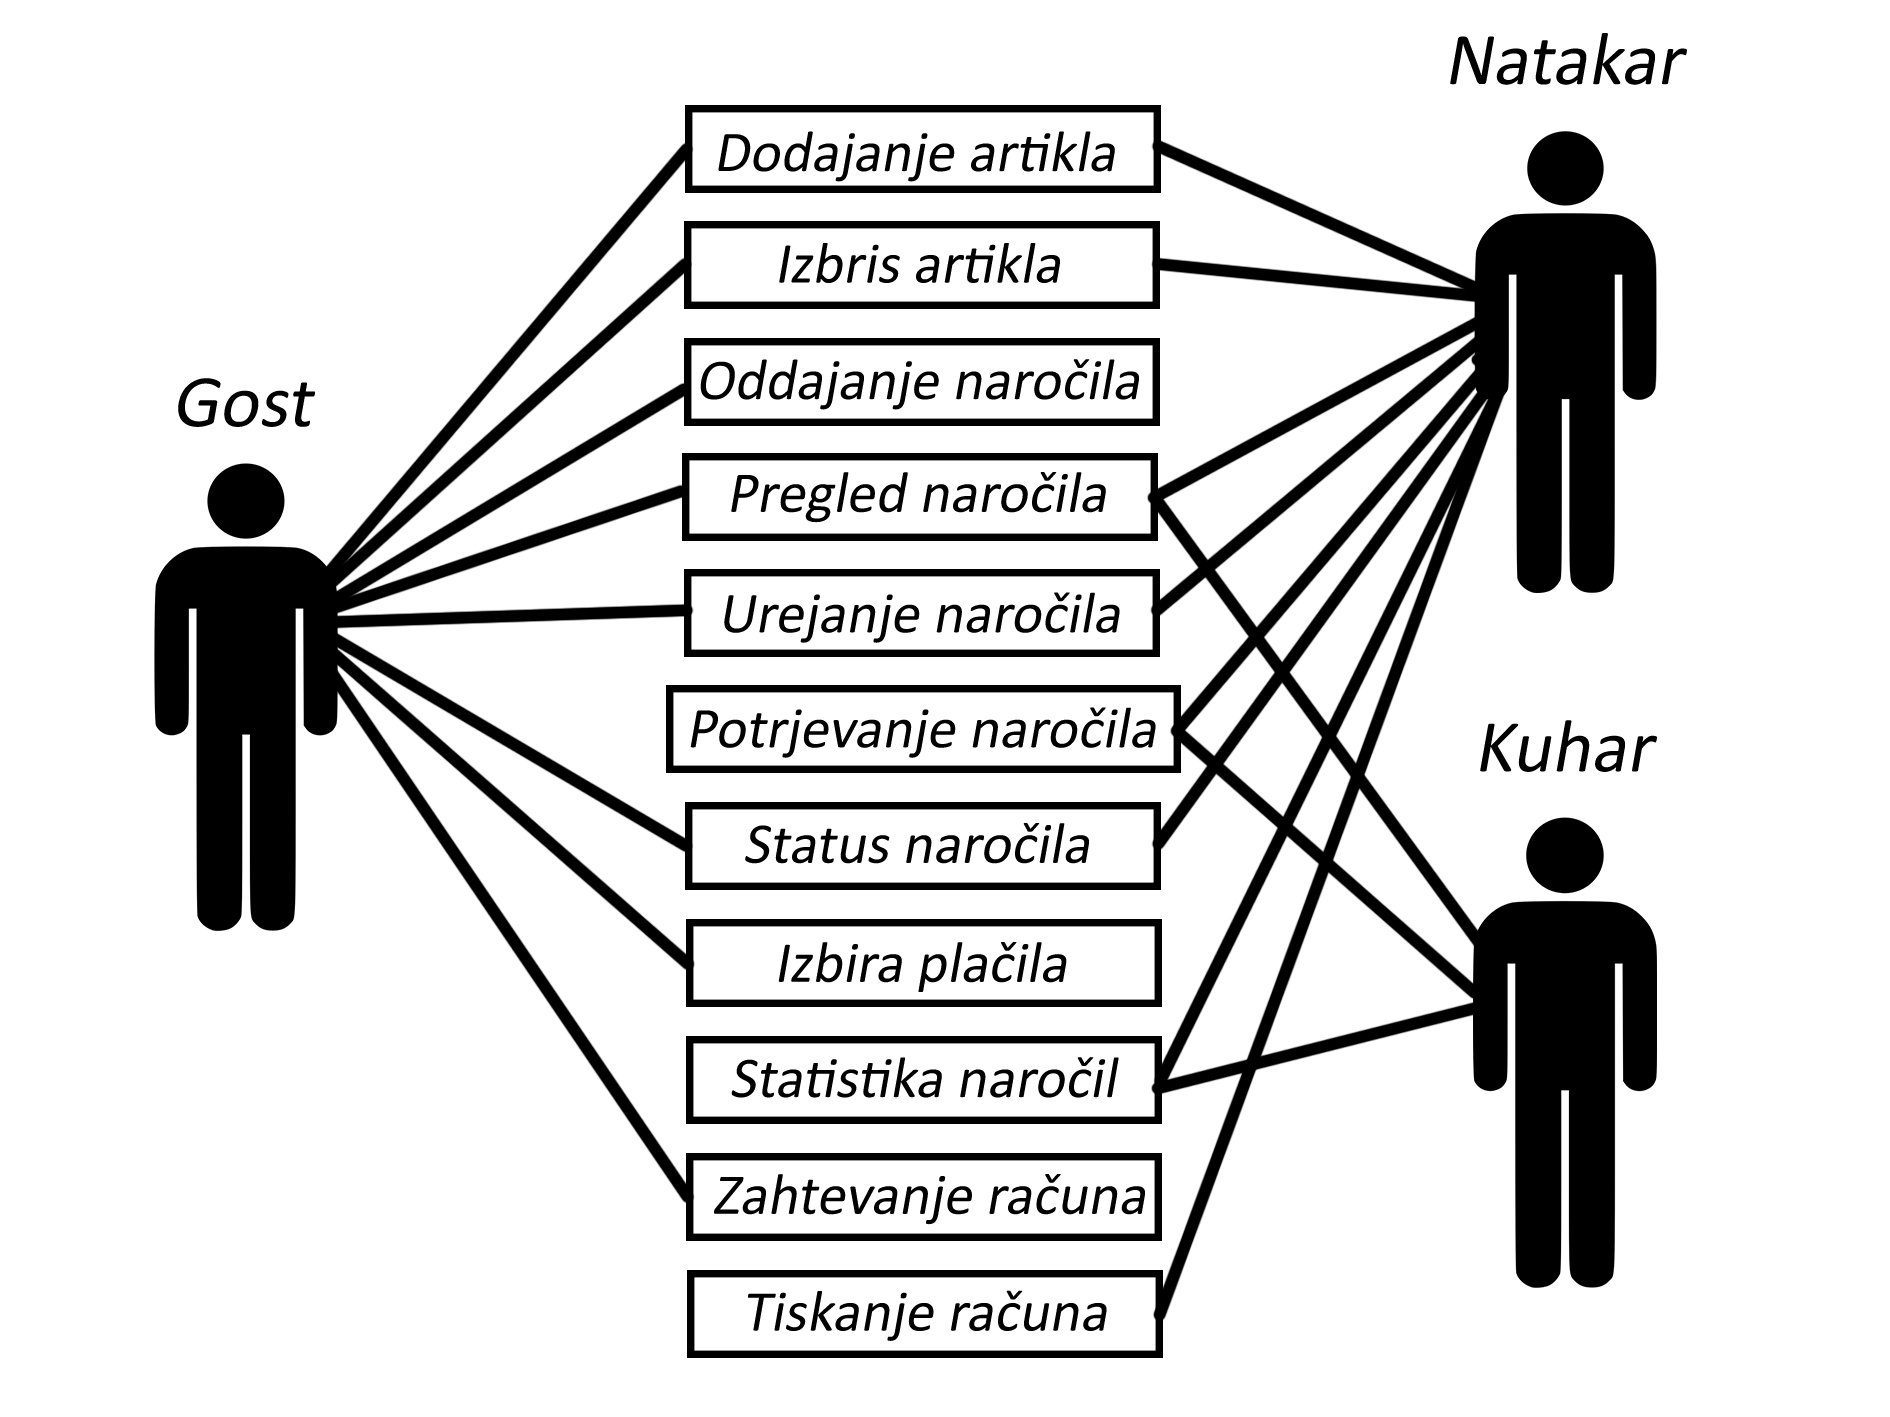 Natakar
Dodajanje artikla
Izbris artikla
Oddajanje naročila
Gost
Pregled naročila
Urejanje naročila
Potrjevanje naročila
Kuhar
Status naročila
Izbira plačila
Statistika naročil
Zahtevanje računa
Tiskanje računa